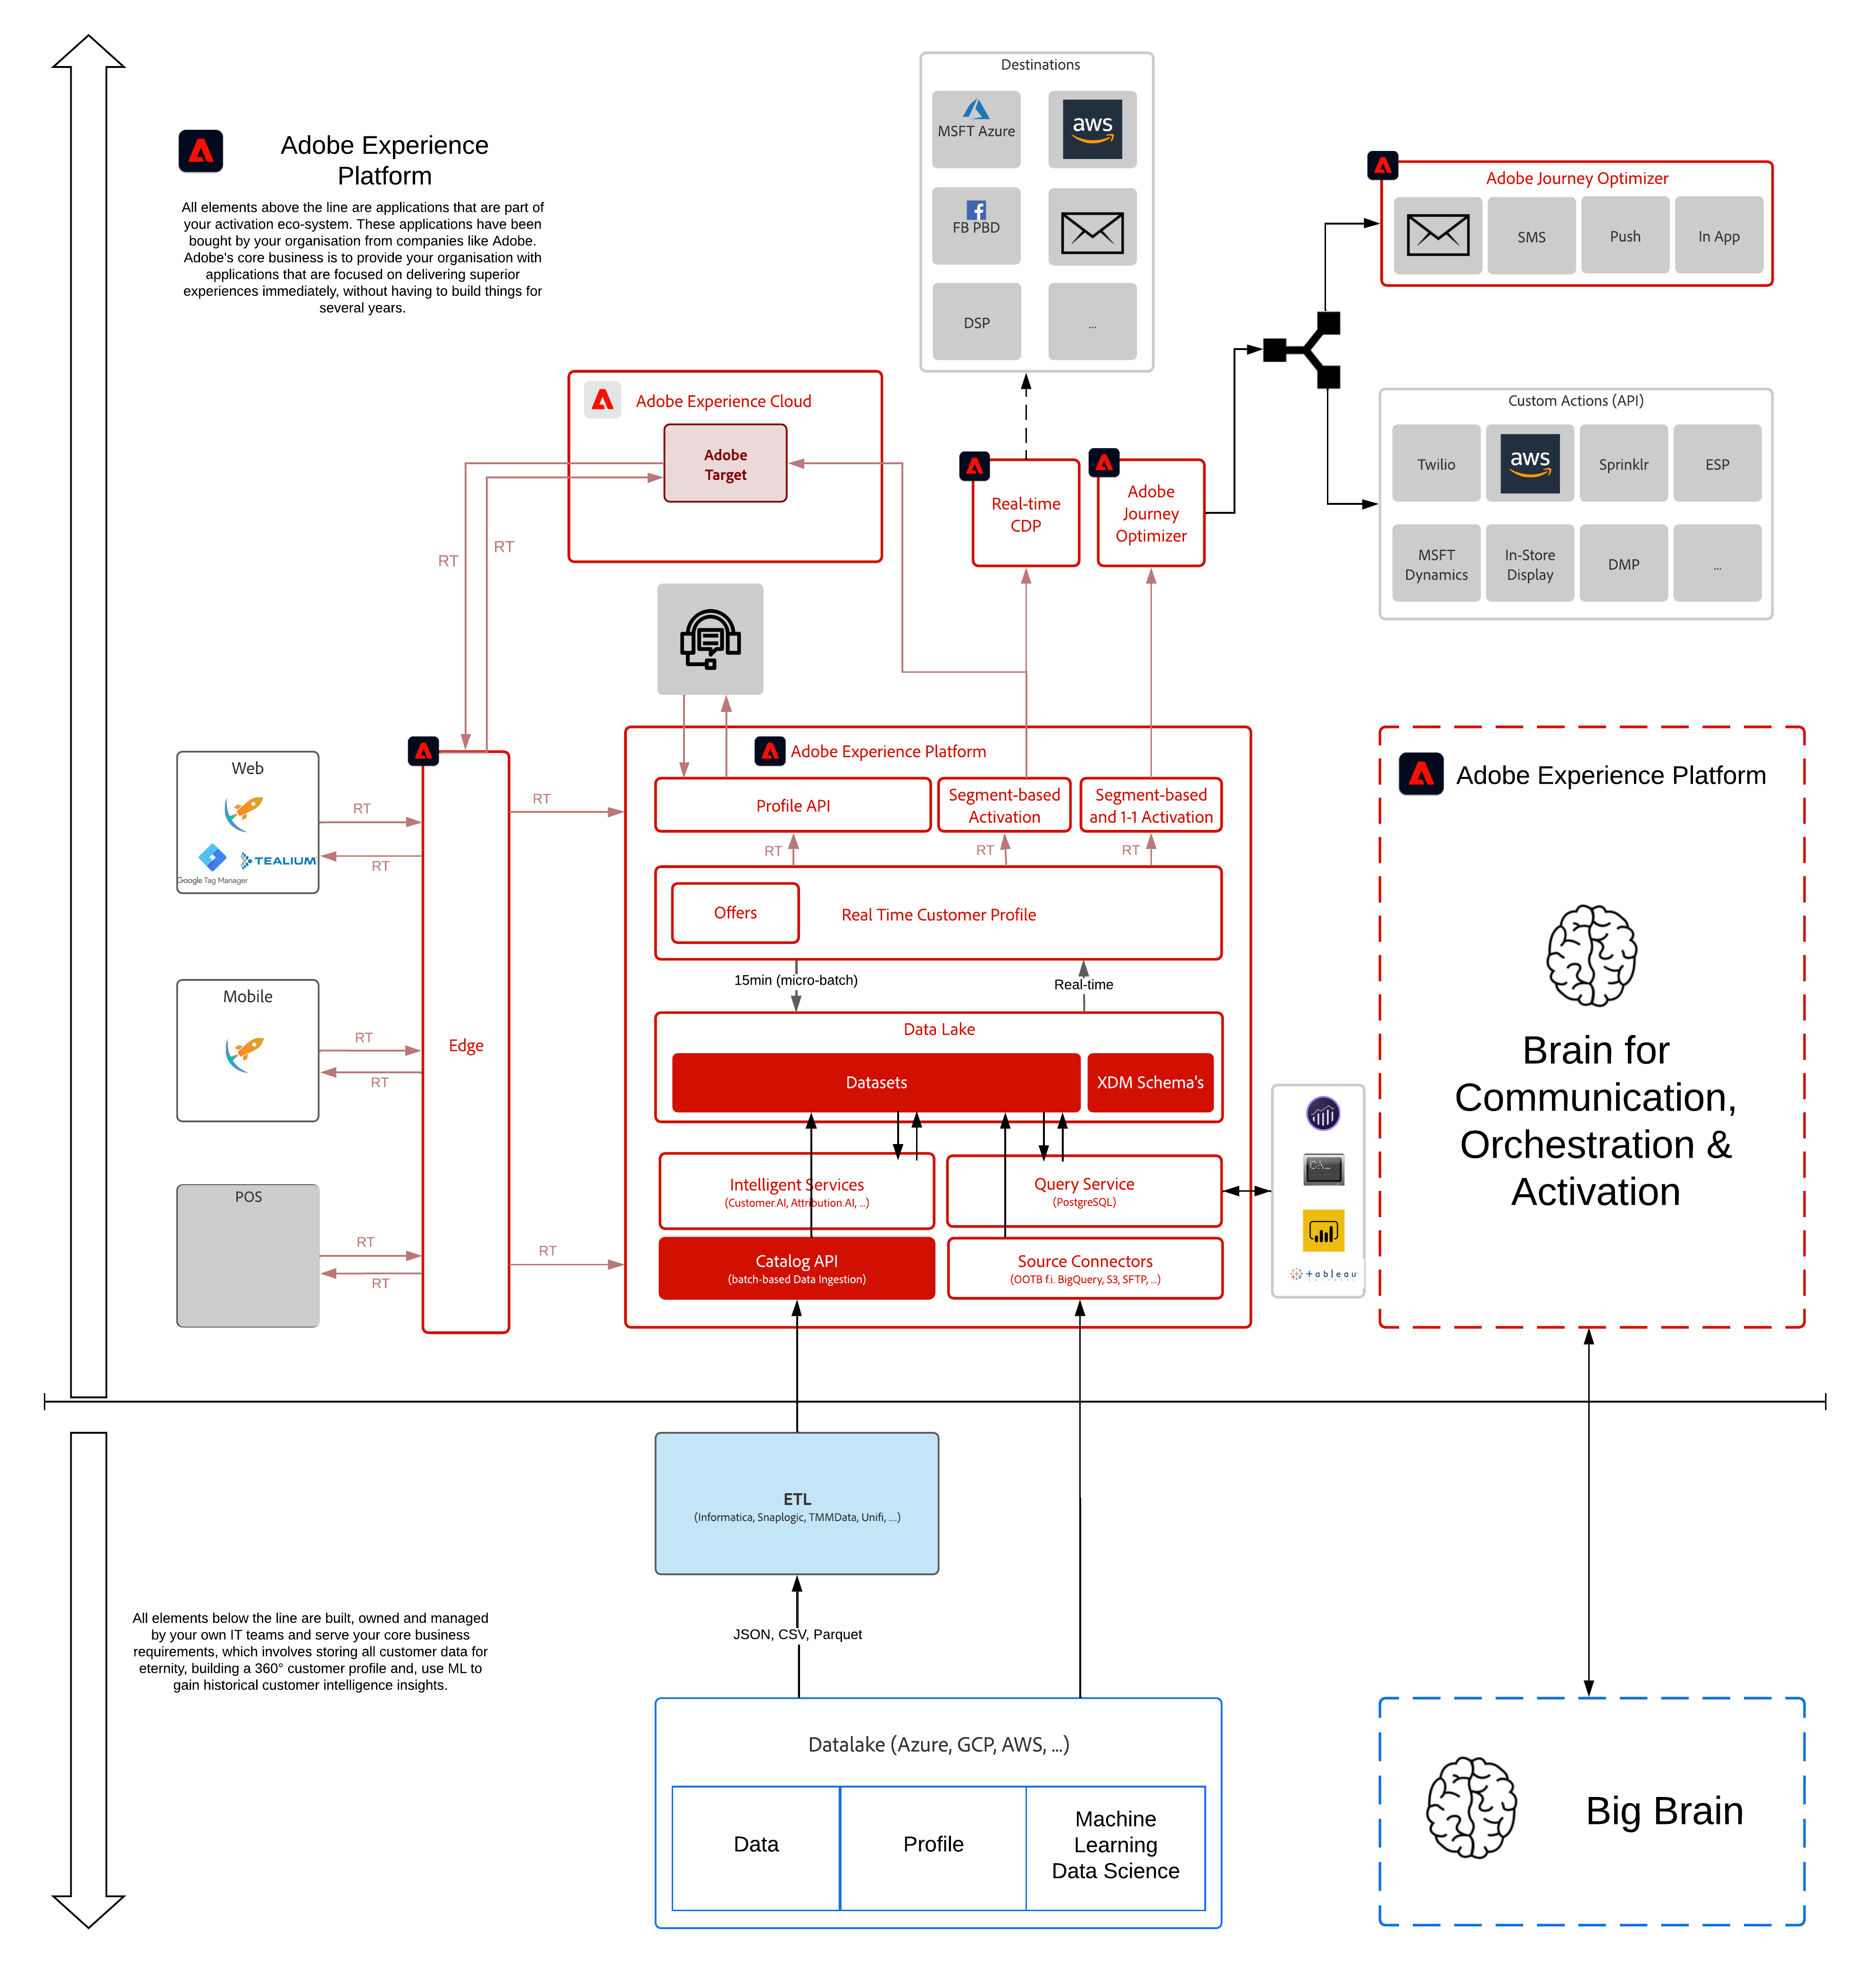 Destinations
MSFT Azure
aws
FB PBD
DSP
...
Adobe Experience
Platform
All elements above the line are applications that are part of
your activation eco-system. These applications have been
bought by your organisation from companies like Adobe.
Adobe's core business is to provide your organisation with
applications that are focused on delivering superior
experiences immediately, without having to build things for
several years.
Adobe Journey Optimizer
SMS
Push
In App
Adobe Experience Cloud
Adobe
Target
Real-time
CDP
Adobe
Journey
Optimizer
Custom Actions (API)
Twilio
aws
Sprinklr
ESP
MSFT
Dynamics
In-Store
Display
DMP
...
RT
RT
Web
Google Tag Manager
TEALIUM
RT
RT
Mobile
RT
RT
POS
RT
RT
Edge
RT
RT
Adobe Experience Platform
Profile API
Segment-based
Activation
Segment-based
and 1-1 Activation
RT
RT
RT
Offers
Real Time Customer Profile
15min (micro-batch)
Real-time
Data Lake
Datasets
XDM Schema's
Intelligent Services
(Customer.AI, Attribution.AI, ...)
Query Service
(PostgreSQL)
Catalog API
(batch-based Data Ingestion)
Source Connectors
(OOTB f.i. BigQuery, S3, SFTP, ...)
C:\_
+ableau
Adobe Experience Platform
Brain for
Communication,
Orchestration &
Activation
ETL
(Informatica, Snaplogic, TMMData, Unifi, ....)
All elements below the line are built, owned and managed
by your own IT teams and serve your core business
requirements, which involves storing all customer data for
eternity, building a 360° customer profile and, use ML to
gain historical customer intelligence insights.
JSON, CSV, Parquet
Datalake (Azure, GCP, AWS, ...)
Data
Profile
Machine
Learning
Data Science
Big Brain